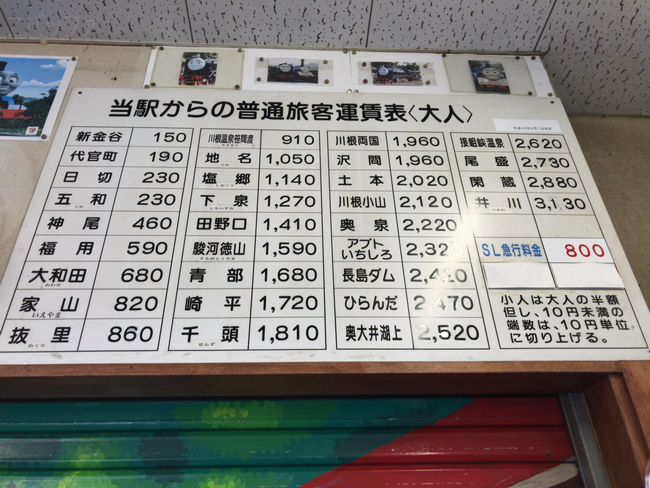 当駅からの普通旅客運賃表〈大人〉
新金谷 150
代官町 190
日切 230
五和 230
神尾 460
福用 590
大和田 680
家山 820
いえやま
抜里 860
ぬくり
川根温泉笹間渡 910
地名 1,050
塩郷 1,140
下泉 1,270
田野口 1,410
駿河徳山 1,590
青部 1,680
崎平 1,720
千頭 1,810
せんず
川根両国 1,960
沢間 1,960
土本 2,020
川根小山 2,120
奥泉 2,220
アプト
いちしろ 2,320
長島ダム 2,420
ひらんだ 2,470
奥大井湖上 2,520
接岨峡温泉 2,620
尾盛 2,730
閑蔵 2,880
井川 3,130
SL急行料金 800
小人は大人の半額
但し、10円未満の
端数は、10円単位
に切り上げる。